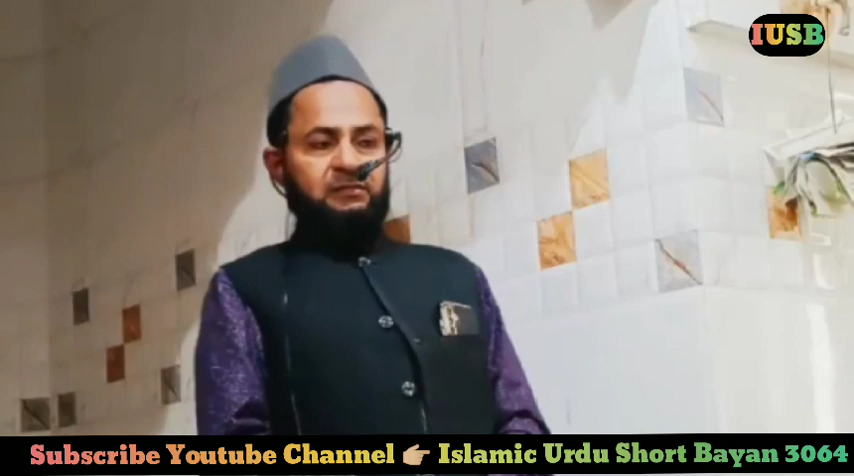 IUSB
Subscribe Youtube Channel 👉🏼 Islamic Urdu Short Bayan 3064